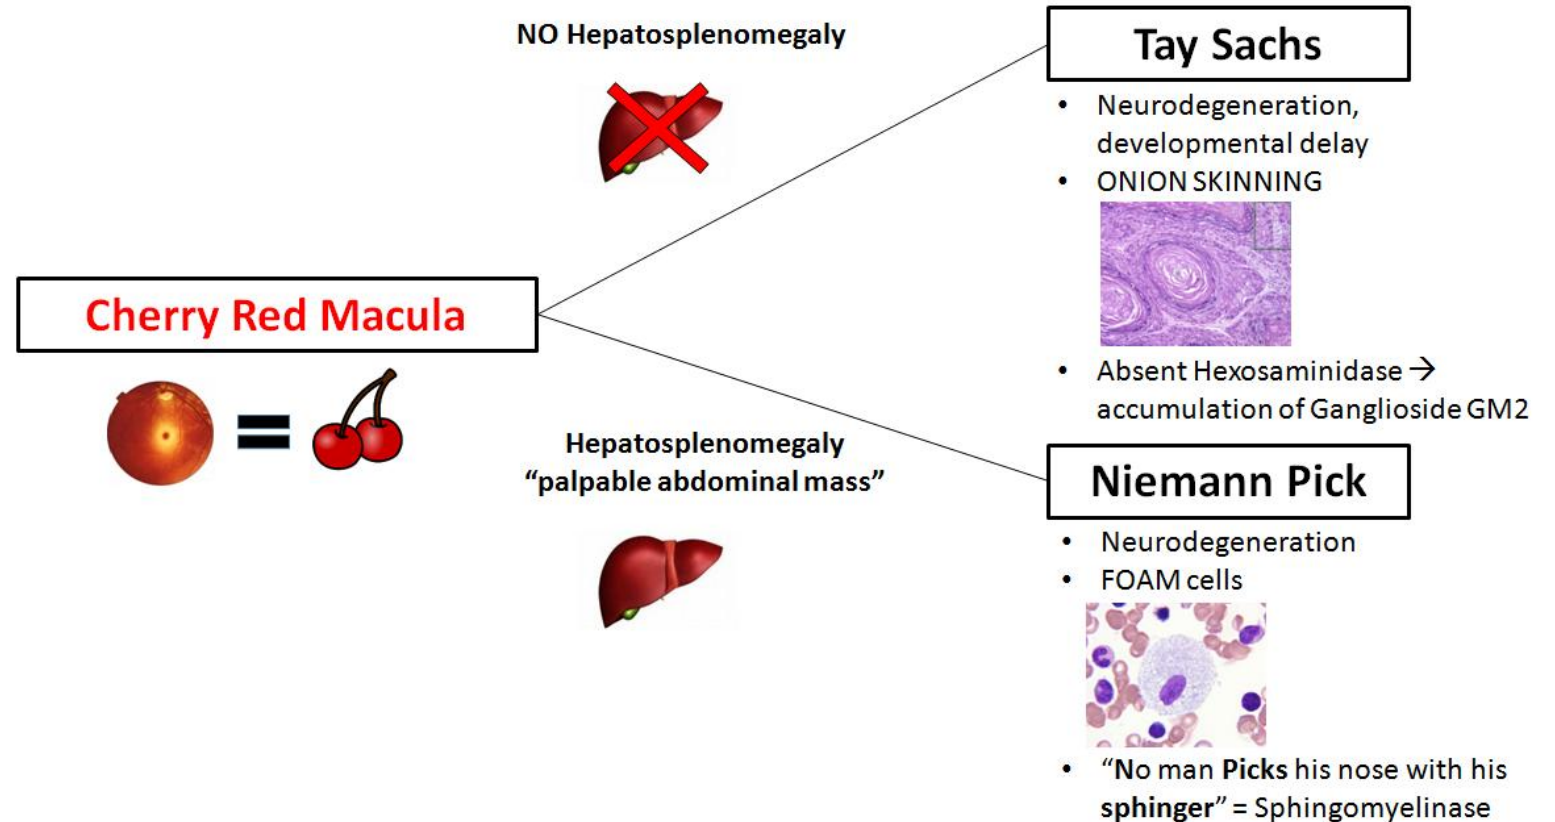 NO Hepatosplenomegaly
Tay Sachs
• Neurodegeneration,
developmental delay
• ONION SKINNING
• Absent Hexosaminidase →
accumulation of Ganglioside GM2
Cherry Red Macula
Hepatosplenomegaly
“palpable abdominal mass”
Niemann Pick
• Neurodegeneration
• FOAM cells
• “No man Picks his nose with his
sphinger” = Sphingomyelinase